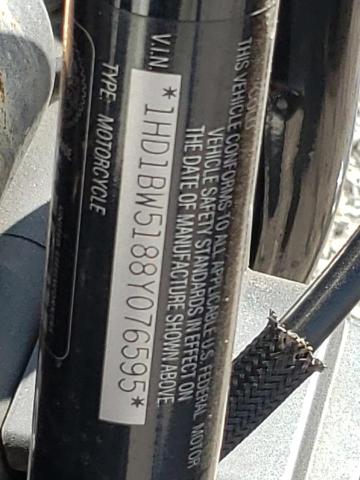 THIS VEHICLE CONFORMS TO ALL APPLICABLE U.S. FEDERAL MOTOR
VEHICLE SAFETY STANDARDS IN EFFECT ON
THE DATE OF MANUFACTURE SHOWN ABOVE
V.I.N. *1HD1BW5188Y076595*
TYPE: MOTORCYCLE